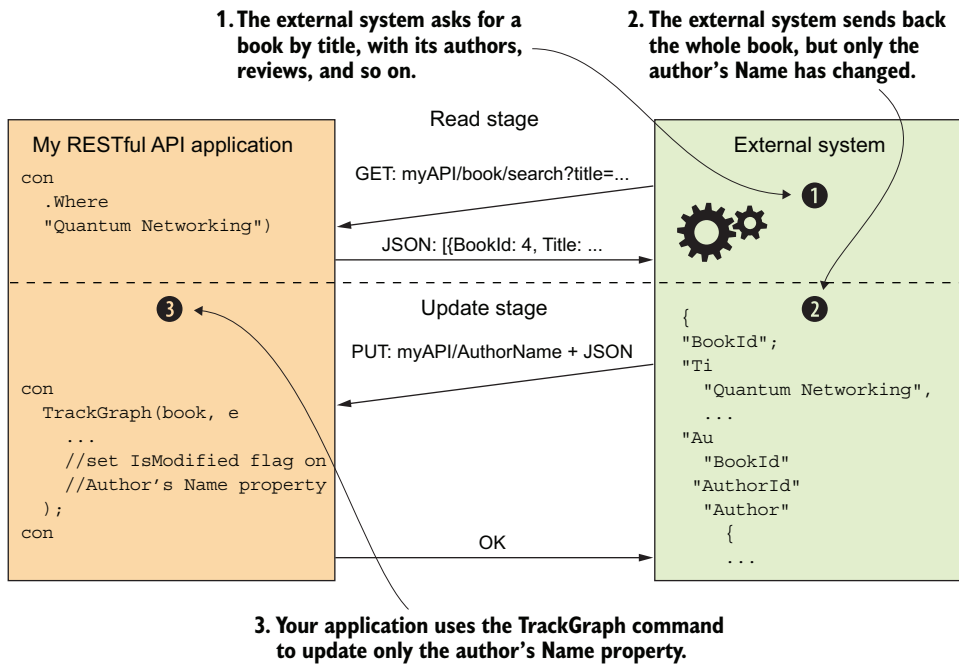 1. The external system asks for a
book by title, with its authors,
reviews, and so on.
2. The external system sends back
the whole book, but only the
author's Name has changed.
Read stage
My RESTful API application
External system
con
.Where
"Quantum Networking")
GET: myAPI/book/search?title=...
1
JSON: [{BookId: 4, Title: ...
Update stage
3
2
PUT: myAPI/AuthorName + JSON
{
"BookId";
"Ti
"Quantum Networking",
...
"Au
"BookId"
"AuthorId"
"Author"
{
...
con
TrackGraph(book, e
...
//set IsModified flag on
//Author's Name property
);
con
OK
3. Your application uses the TrackGraph command
to update only the author's Name property.